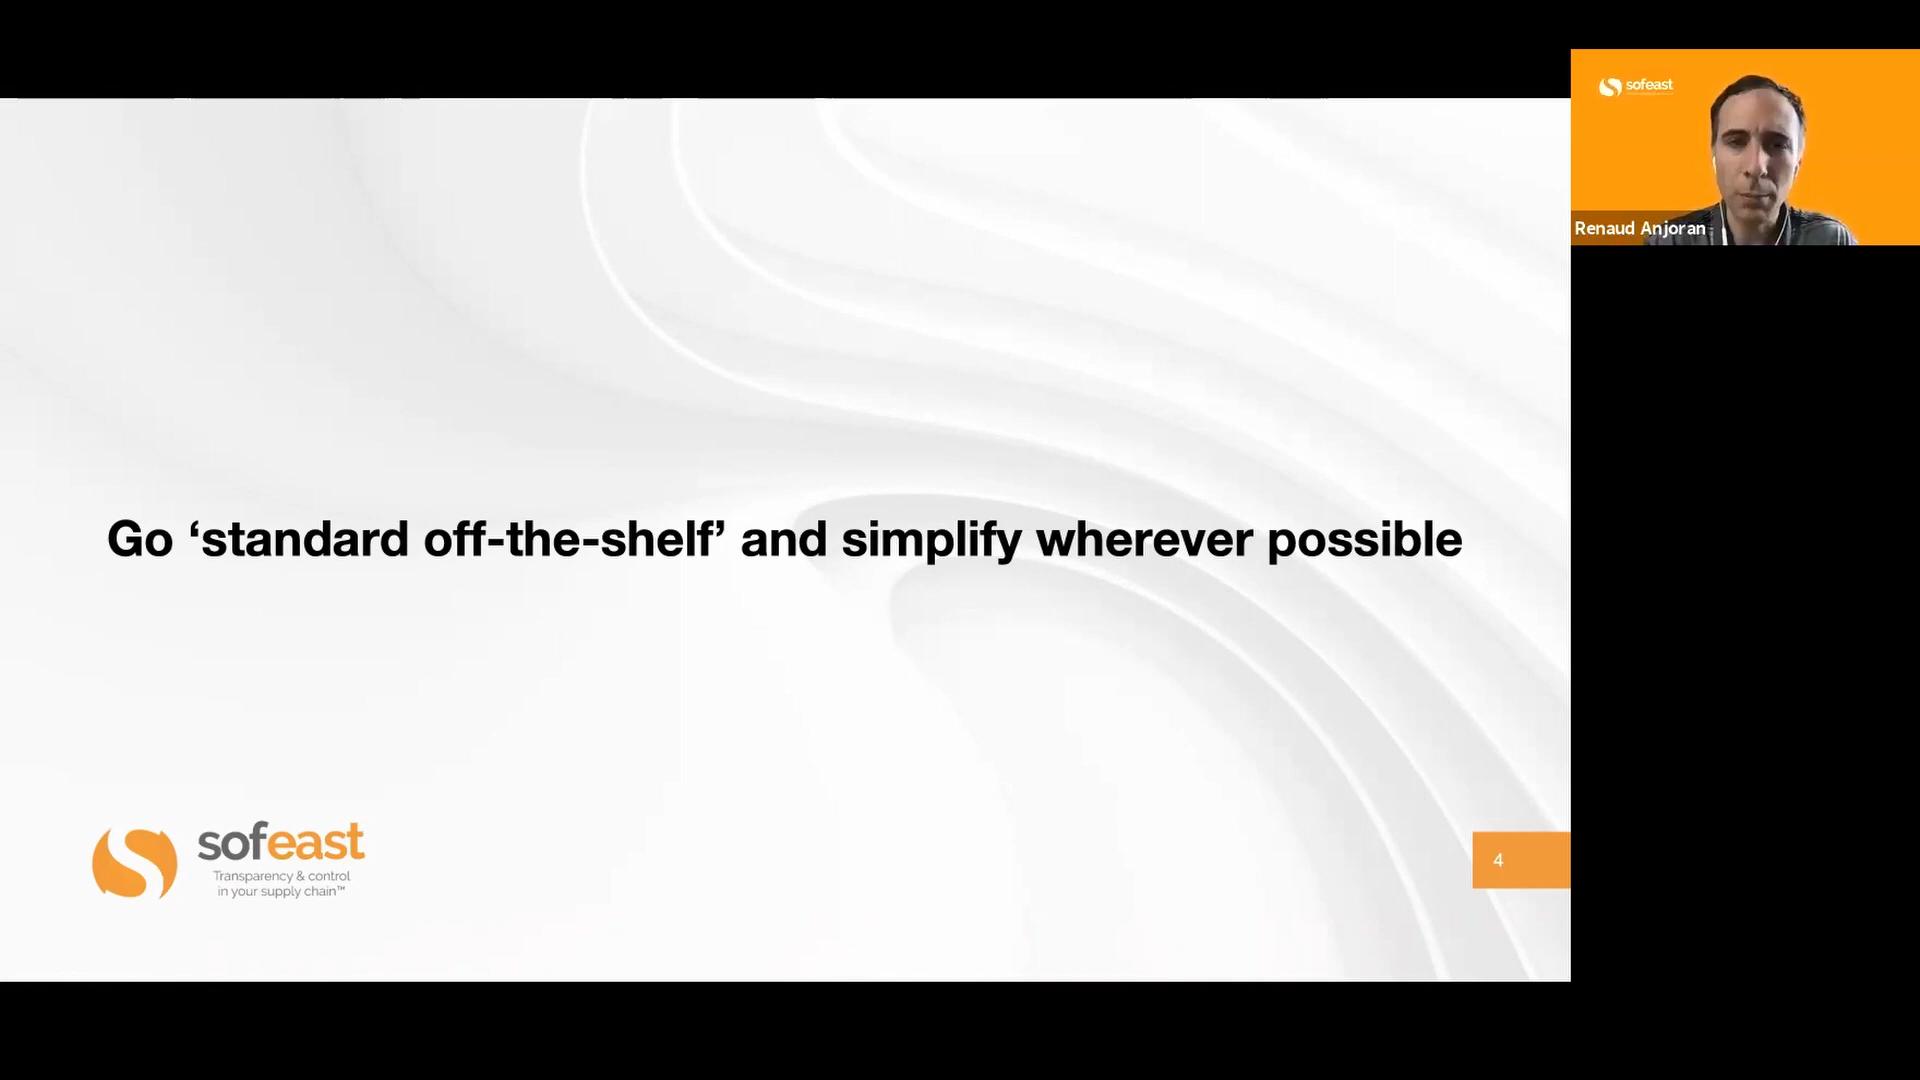 sofeast
Renaud Anjoran
Go ‘standard off-the-shelf’ and simplify wherever possible
sofeast
Transparency & control
in your supply chain™
4